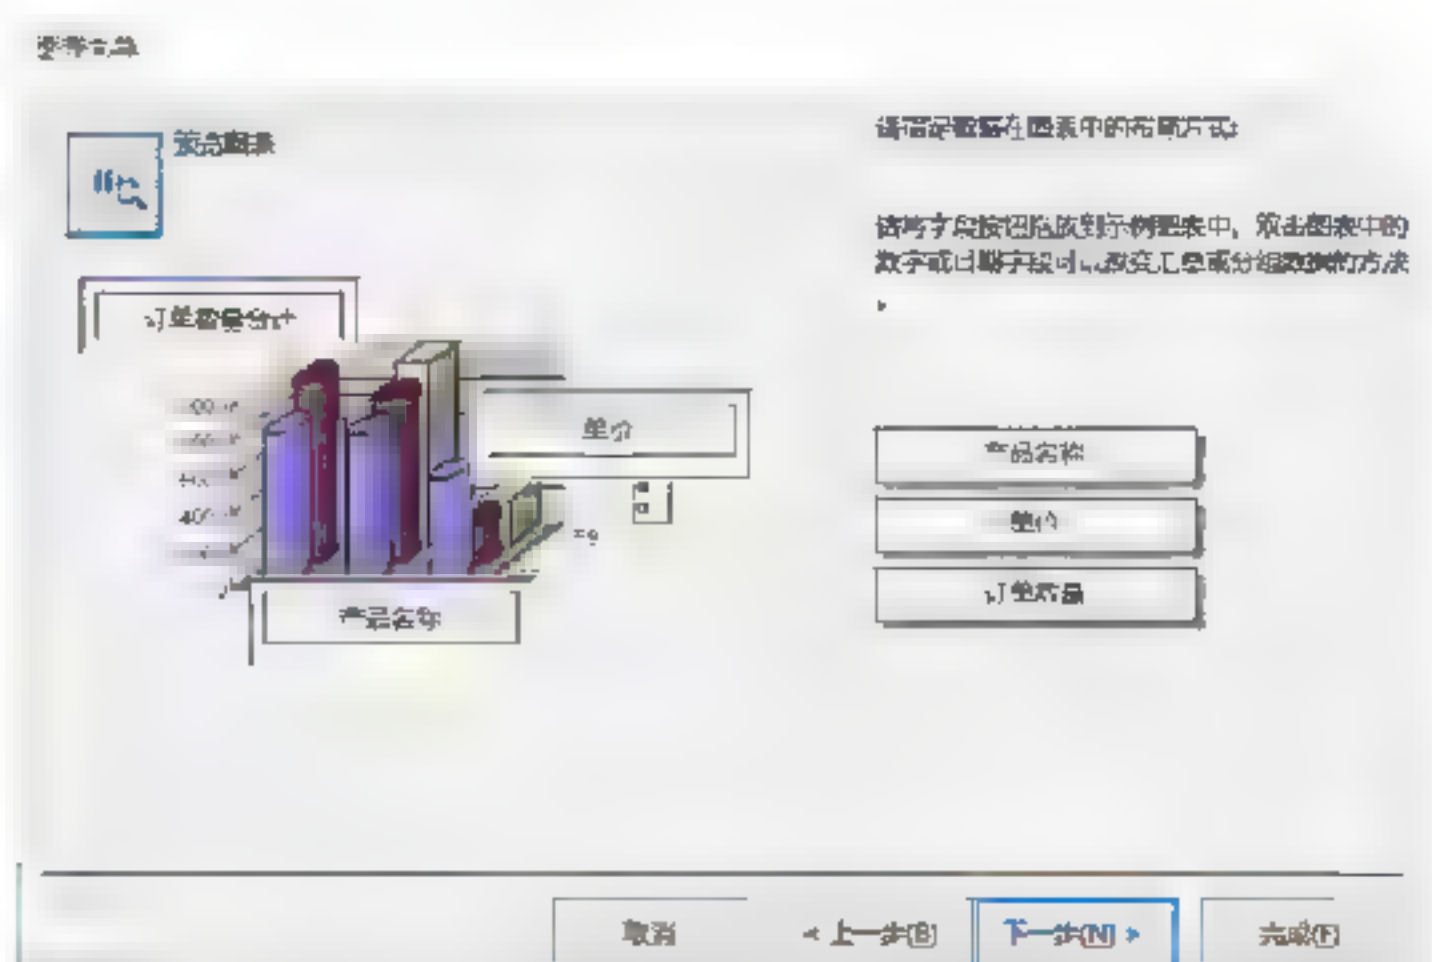 预览图表
请指定数据在图表中的布局方式:
请将字段按钮拖放到示例图表中。双击图表中的
数字或日期字段可以改变汇总或分组数据的方法
。
订单数量合计
单价
产品名称
产品名称
单价
订单数量
400
取消
< 上一步(B)
下一步(N) >
完成(F)